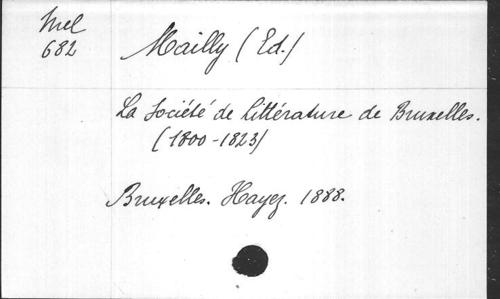 Mel
682
Mailly (Ed.)
La Société de littérature de Bruxelles.
(1800-1823)
Bruxelles. Hayez. 1888.